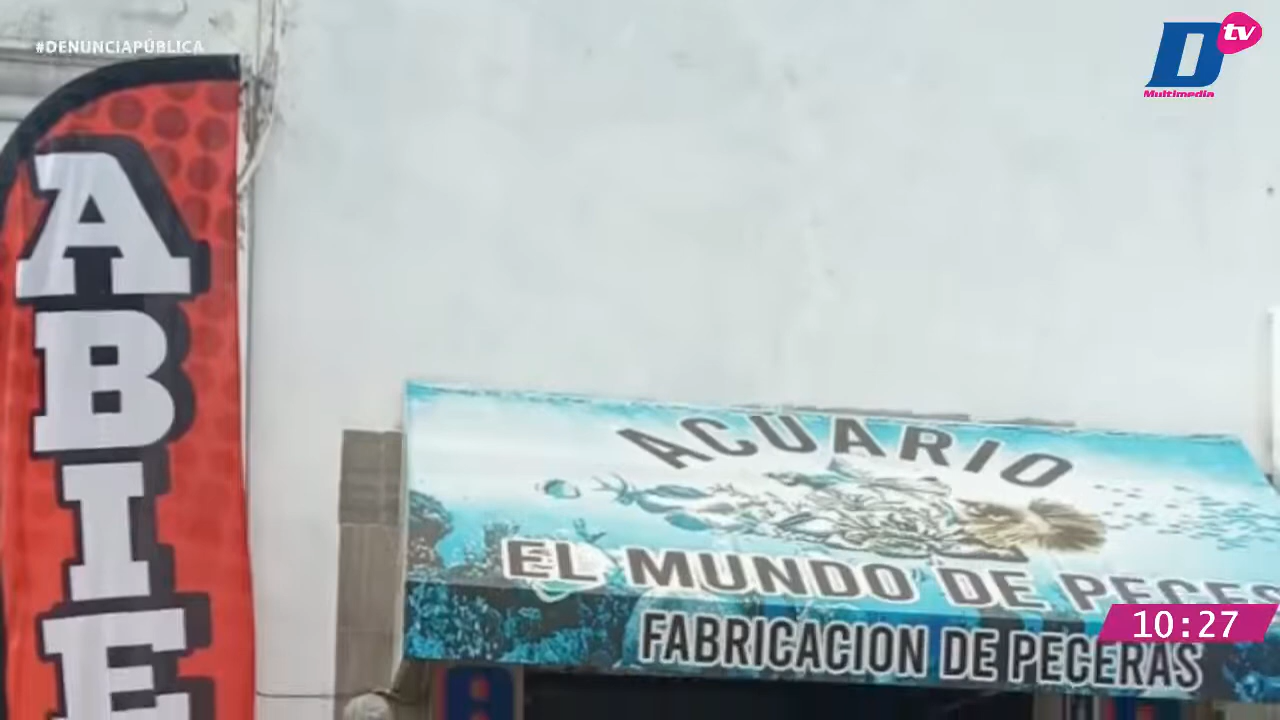 #DENUNCIAPÚBLICA
D tv
Multimedia
ABIE
ACUARIO
EL MUNDO DE PECES
FABRICACION DE PECERAS
10:27